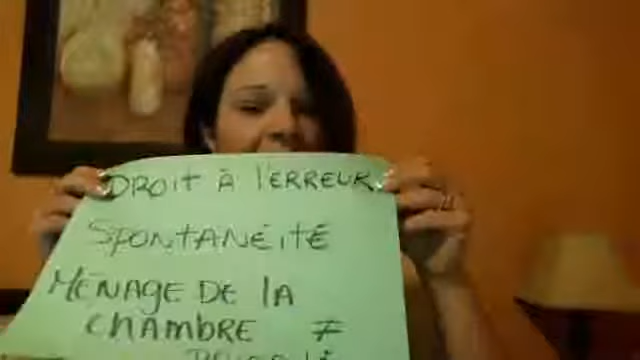 DROIT À l'ERREUR
SPONTANÉITÉ
MÉNAGE DE lA
CHAMBRE ≠